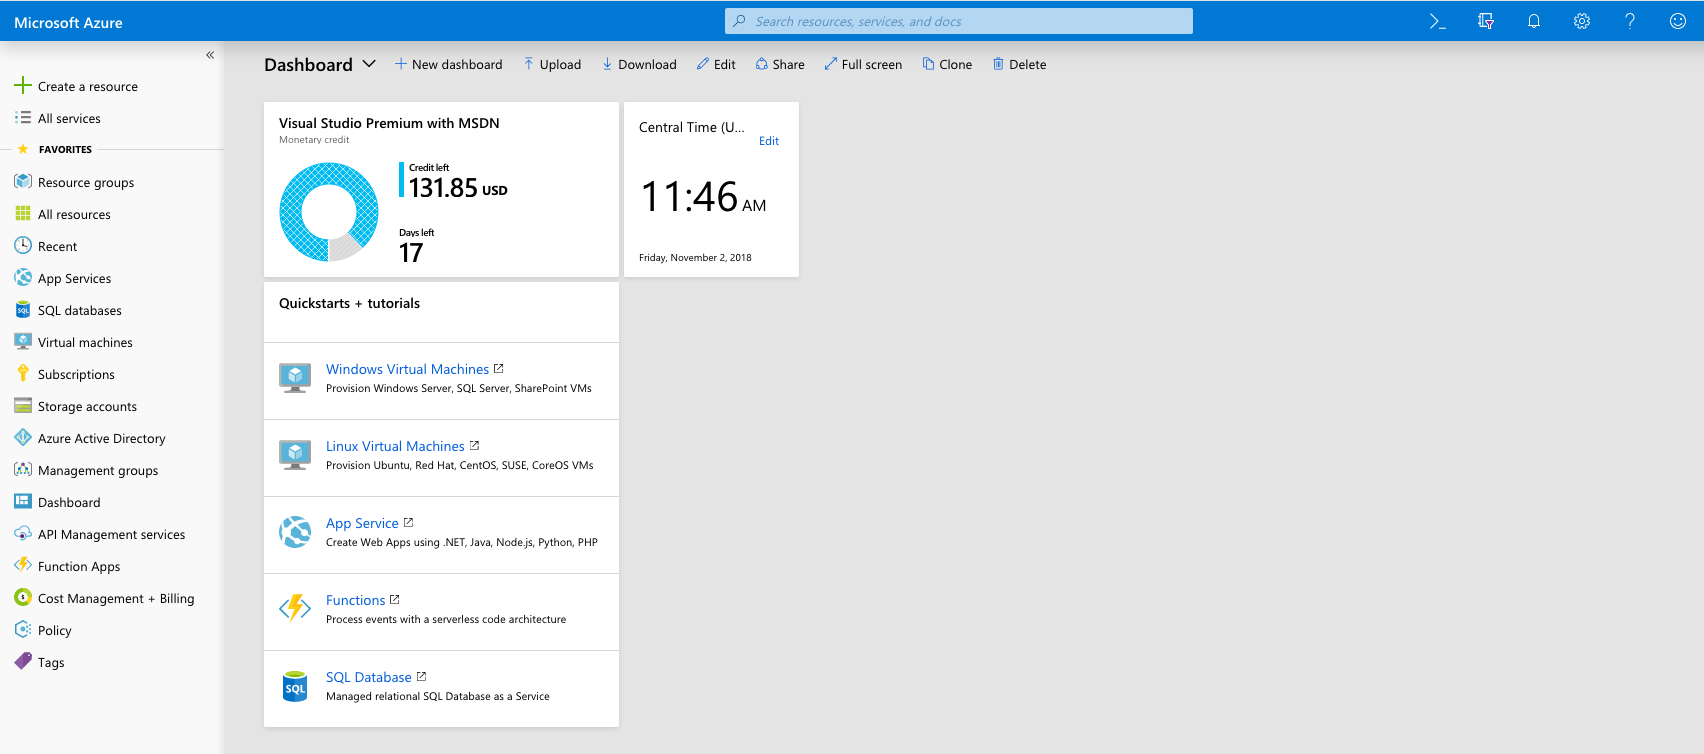 Microsoft Azure
Search resources, services, and docs
Create a resource
All services
FAVORITES
Resource groups
All resources
Recent
App Services
SQL databases
Virtual machines
Subscriptions
Storage accounts
Azure Active Directory
Management groups
Dashboard
API Management services
Function Apps
Cost Management + Billing
Policy
Tags
Dashboard New dashboard Upload Download Edit Share Full screen Clone Delete
Visual Studio Premium with MSDN
Monetary credit
Credit left
131.85 USD
Days left
17
Central Time (U...
Edit
11:46 AM
Friday, November 2, 2018
Quickstarts + tutorials
Windows Virtual Machines
Provision Windows Server, SQL Server, SharePoint VMs
Linux Virtual Machines
Provision Ubuntu, Red Hat, CentOS, SUSE, CoreOS VMs
App Service
Create Web Apps using .NET, Java, Node.js, Python, PHP
Functions
Process events with a serverless code architecture
SQL
SQL Database
Managed relational SQL Database as a Service